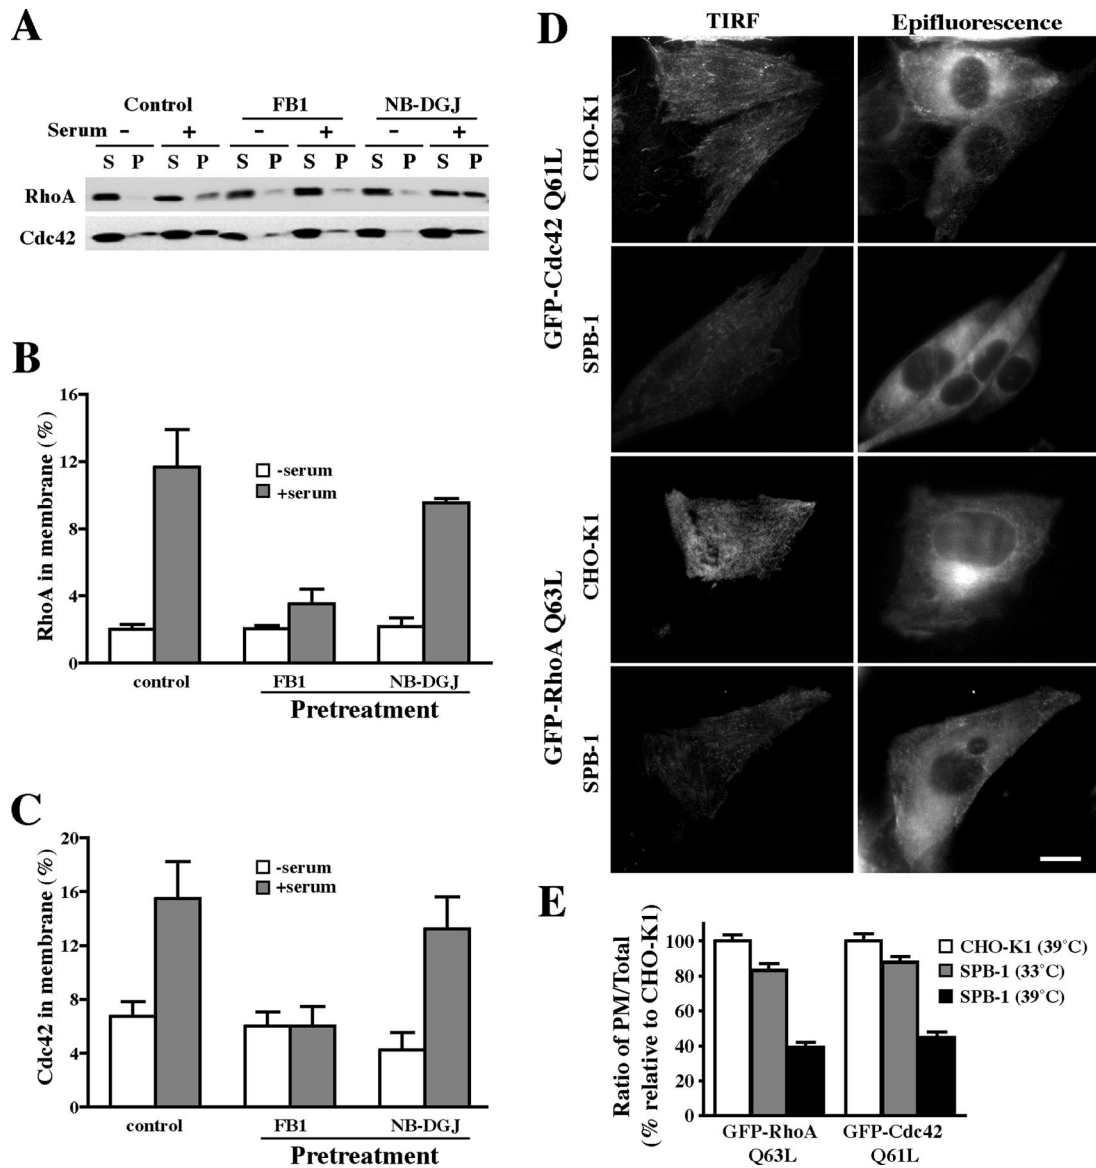 A
Control FB1 NB-DGJ
Serum - + - + - +
S P S P S P S P S P S P
RhoA
Cdc42
B
RhoA in membrane (%)
16
12
8
4
0
-serum
+serum
control FB1 NB-DGJ
Pretreatment
C
Cdc42 in membrane (%)
20
16
12
8
4
0
-serum
+serum
control FB1 NB-DGJ
Pretreatment
D
TIRF Epifluorescence
GFP-Cdc42 Q61L
CHO-K1
SPB-1
GFP-RhoA Q63L
CHO-K1
SPB-1
E
Ratio of PM/Total
(% relative to CHO-K1)
100
80
60
40
20
0
CHO-K1 (39°C)
SPB-1 (33°C)
SPB-1 (39°C)
GFP-RhoA GFP-Cdc42
Q63L Q61L